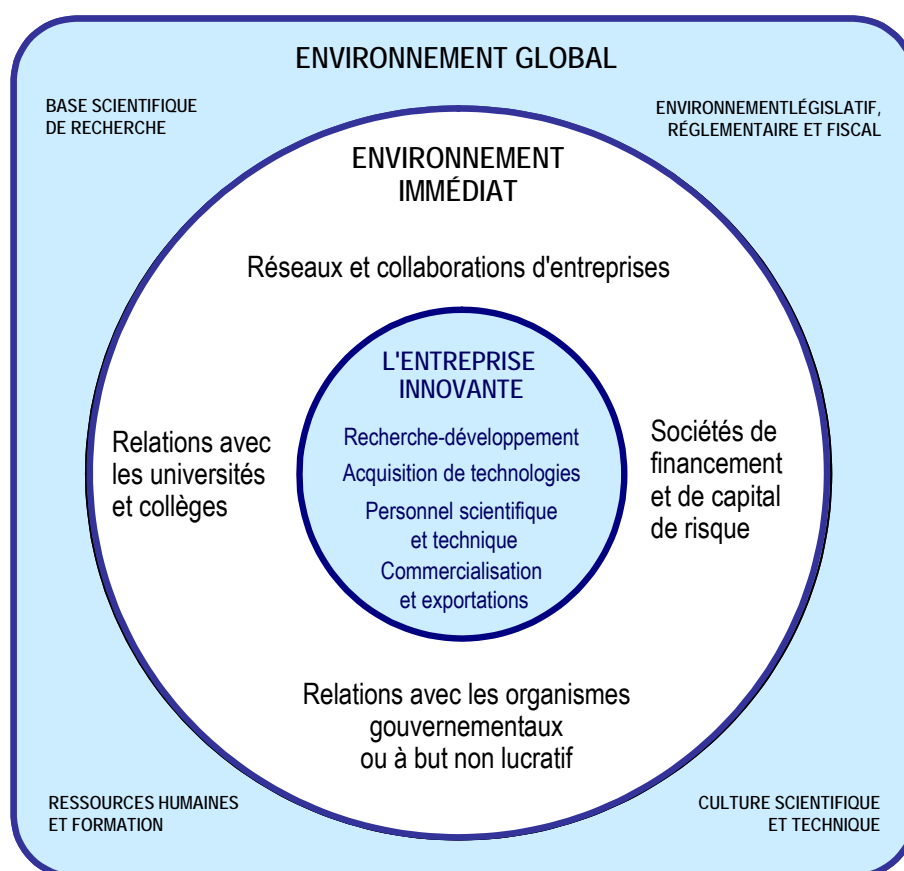 ENVIRONNEMENT GLOBAL
BASE SCIENTIFIQUE
DE RECHERCHE
ENVIRONNEMENTLÉGISLATIF,
RÉGLEMENTAIRE ET FISCAL
ENVIRONNEMENT
IMMÉDIAT
Réseaux et collaborations d'entreprises
L'ENTREPRISE
INNOVANTE
Recherche-développement
Acquisition de technologies
Personnel scientifique
et technique
Commercialisation
et exportations
Relations avec
les universités
et collèges
Sociétés de
financement
et de capital
de risque
Relations avec les organismes
gouvernementaux
ou à but non lucratif
RESSOURCES HUMAINES
ET FORMATION
CULTURE SCIENTIFIQUE
ET TECHNIQUE